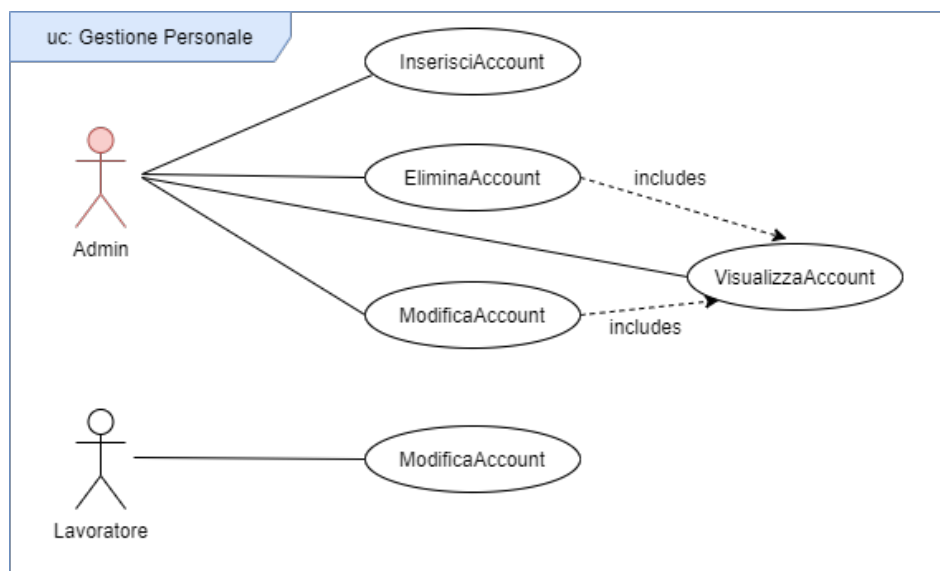 uc: Gestione Personale
InserisciAccount
EliminaAccount
includes
Admin
VisualizzaAccount
ModificaAccount
includes
ModificaAccount
Lavoratore